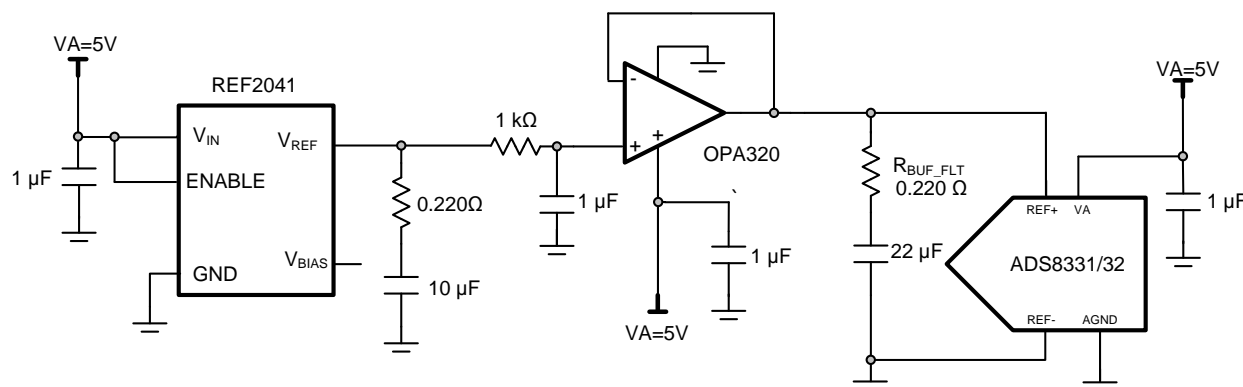 VA=5V
REF2041
VIN
VREF
ENABLE
GND
VBIAS
1 µF
0.220Ω
10 µF
1 kΩ
1 µF
-
+
+
OPA320
`
1 µF
VA=5V
RBUF_FLT
0.220 Ω
22 µF
VA=5V
1 µF
REF+
VA
ADS8331/32
REF-
AGND